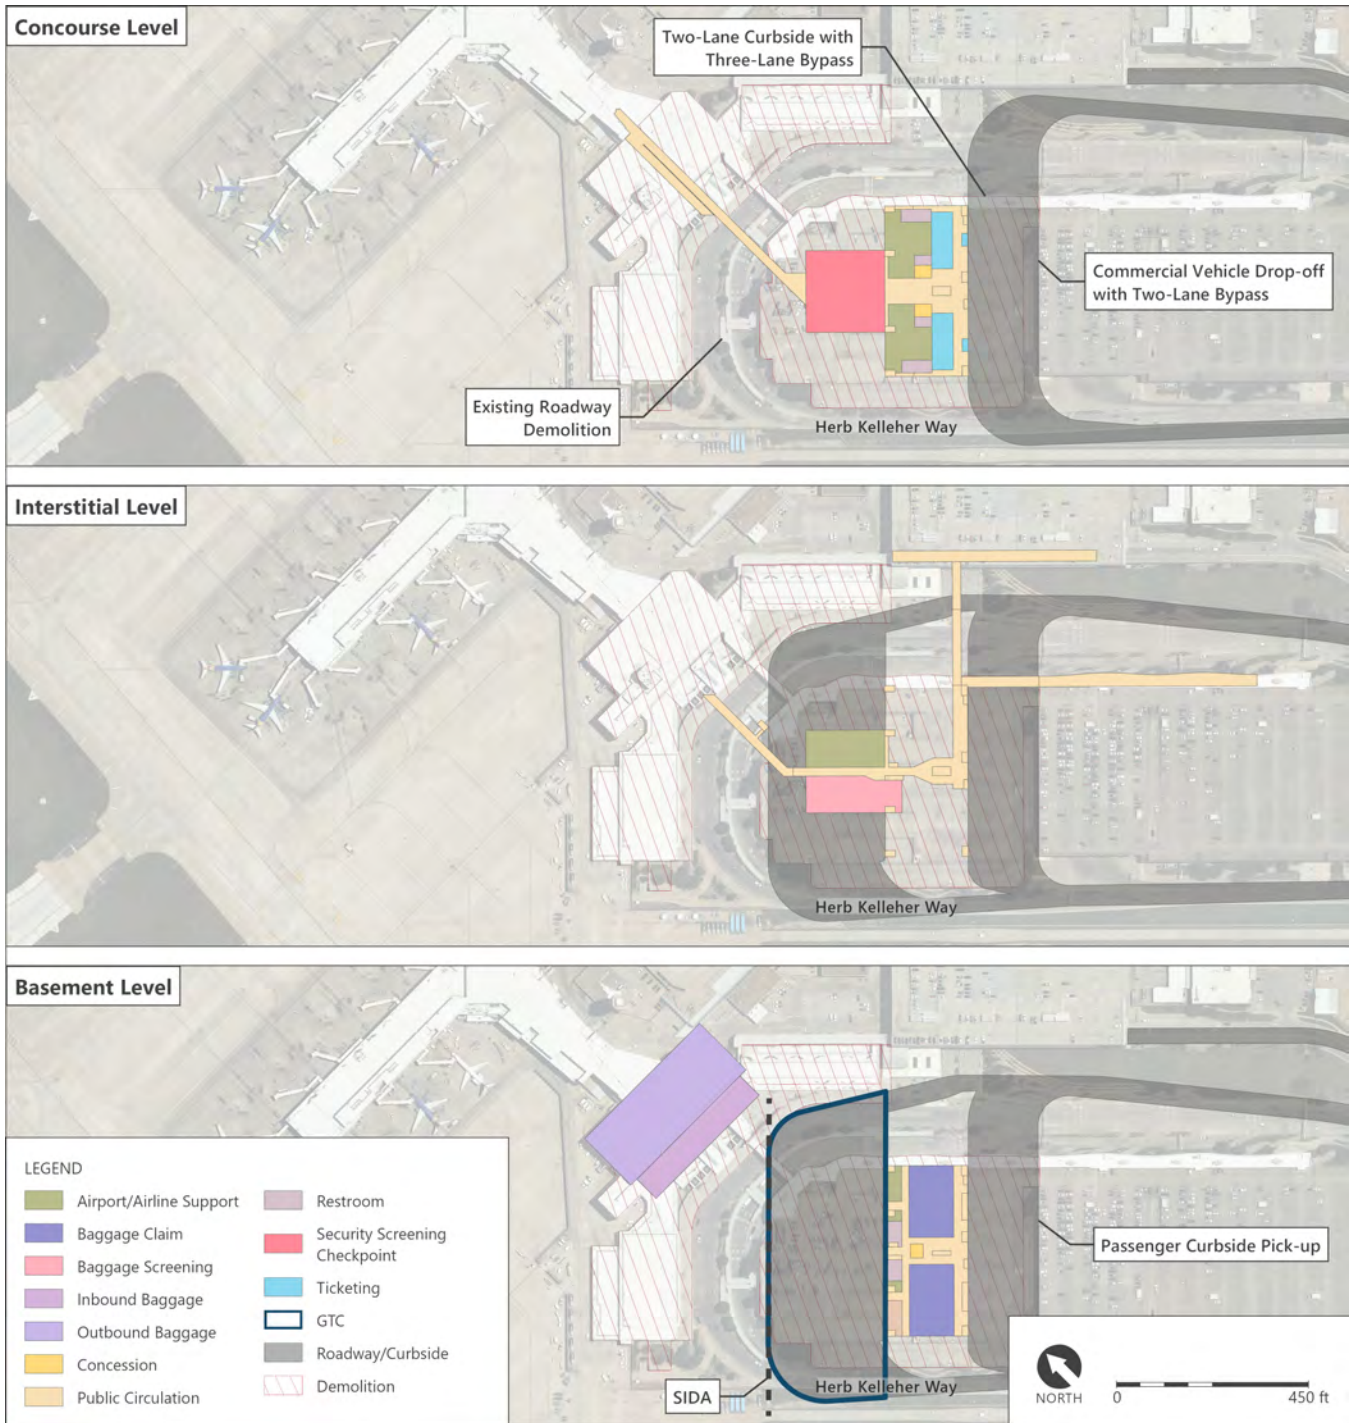 Concourse Level
Two-Lane Curbside with
Three-Lane Bypass
Commercial Vehicle Drop-off
with Two-Lane Bypass
Existing Roadway
Demolition
Herb Kelleher Way
Interstitial Level
Herb Kelleher Way
Basement Level
Passenger Curbside Pick-up
SIDA
Herb Kelleher Way
LEGEND
Airport/Airline Support
Baggage Claim
Baggage Screening
Inbound Baggage
Outbound Baggage
Concession
Public Circulation
Restroom
Security Screening
Checkpoint
Ticketing
GTC
Roadway/Curbside
Demolition
NORTH
0 450 ft